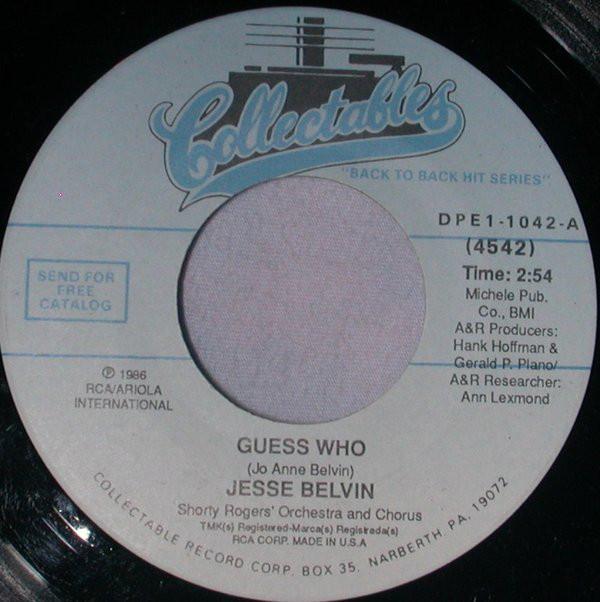 Collectables
"BACK TO BACK HIT SERIES"
DPE1-1042-A
(4542)
Time: 2:54
Michele Pub.
Co., BMI
A&R Producers:
Hank Hoffman &
Gerald P. Plano/
A&R Researcher:
Ann Lexmond
SEND FOR
FREE
CATALOG
℗ 1986
RCA/ARIOLA
INTERNATIONAL
GUESS WHO
(Jo Anne Belvin)
JESSE BELVIN
Shorty Rogers' Orchestra and Chorus
TMK(s) Registered-Marca(s) Registrada(s)
RCA CORP. MADE IN U.S.A
COLLECTABLE RECORD CORP. BOX 35, NARBERTH PA. 19072